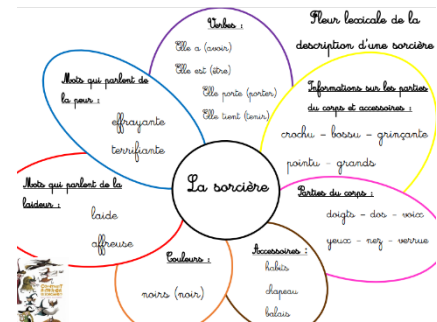 Fleur lexicale de la
description d'une sorcière
Verbes :
Elle a (avoir)
Elle est (être)
Elle porte (porter)
Elle tient (tenir)
Informations sur les parties
du corps et accessoires :
crochu - bossu - grinçante
pointu - grands
Parties du corps :
doigts - dos - voix
yeux - nez - verrue
Accessoires :
habits
chapeau
balais
Couleurs :
noirs (noir)
Mots qui parlent de la
laideur :
laide
affreuse
Mots qui parlent de
la peur :
effrayante
terrifiante
La sorcière